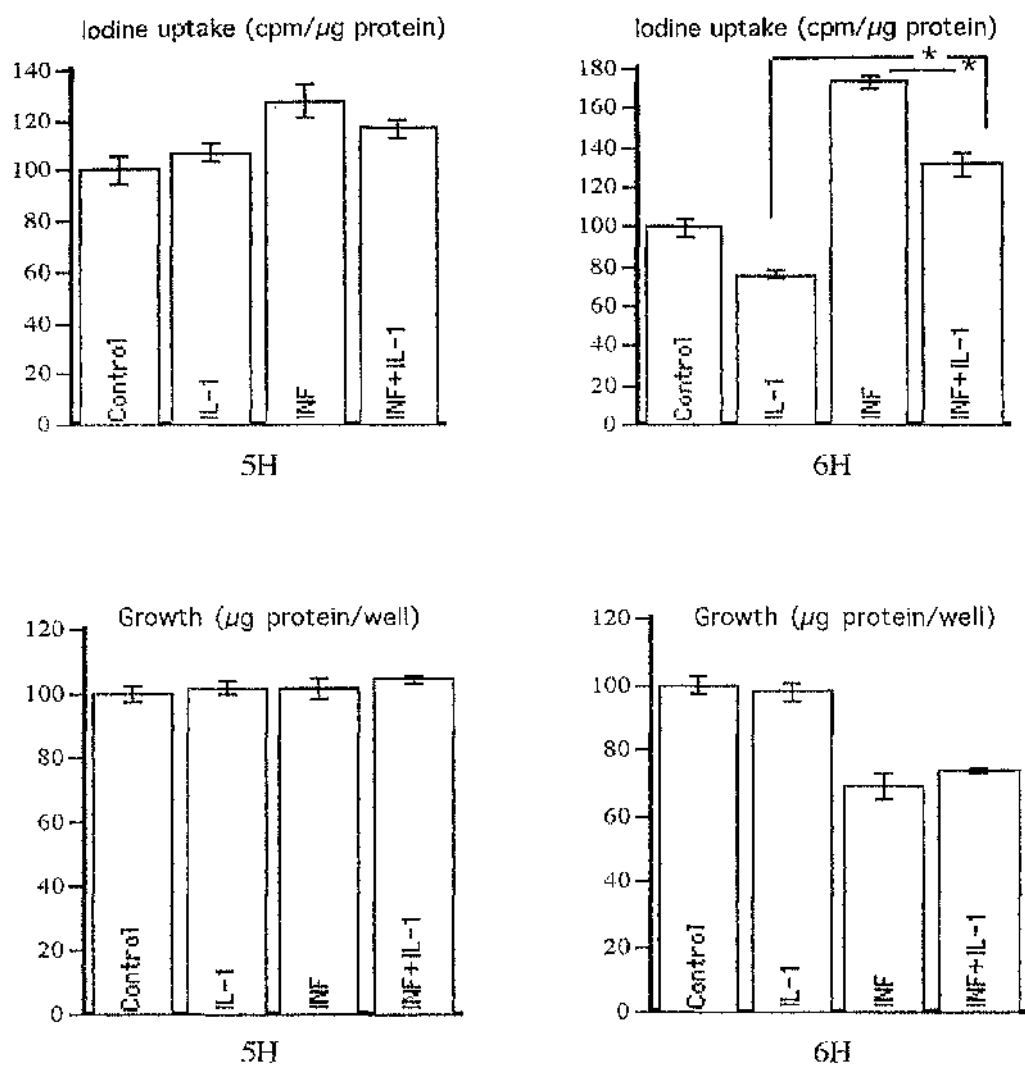 Iodine uptake (cpm/µg protein)
140
120
100
80
60
40
20
0
Control
IL-1
INF
INF+IL-1
5H
Iodine uptake (cpm/µg protein)
* *
180
160
140
120
100
80
60
40
20
0
Control
IL-1
INF
INF+IL-1
6H
Growth (µg protein/well)
120
100
80
60
40
20
0
Control
IL-1
INF
INF+IL-1
5H
Growth (µg protein/well)
120
100
80
60
40
20
0
Control
IL-1
INF
INF+IL-1
6H